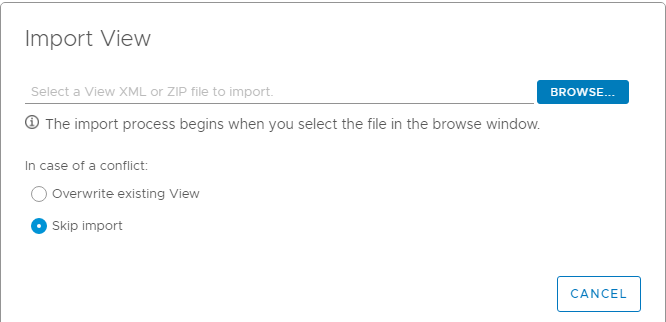 Import View
Select a View XML or ZIP file to import.
BROWSE...
The import process begins when you select the file in the browse window.
In case of a conflict:
Overwrite existing View
Skip import
CANCEL